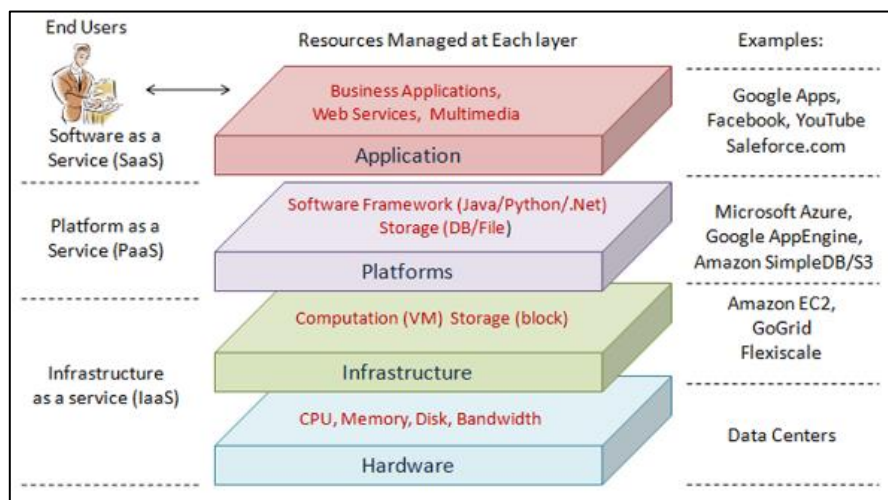 End Users
Resources Managed at Each layer
Examples:
Business Applications,
Web Services, Multimedia
Application
Software as a
Service (SaaS)
Google Apps,
Facebook, YouTube
Saleforce.com
Platform as a
Service (PaaS)
Software Framework (Java/Python/.Net)
Storage (DB/File)
Platforms
Microsoft Azure,
Google AppEngine,
Amazon SimpleDB/S3
Infrastructure
as a service (IaaS)
Computation (VM) Storage (block)
Infrastructure
Amazon EC2,
GoGrid
Flexiscale
CPU, Memory, Disk, Bandwidth
Hardware
Data Centers